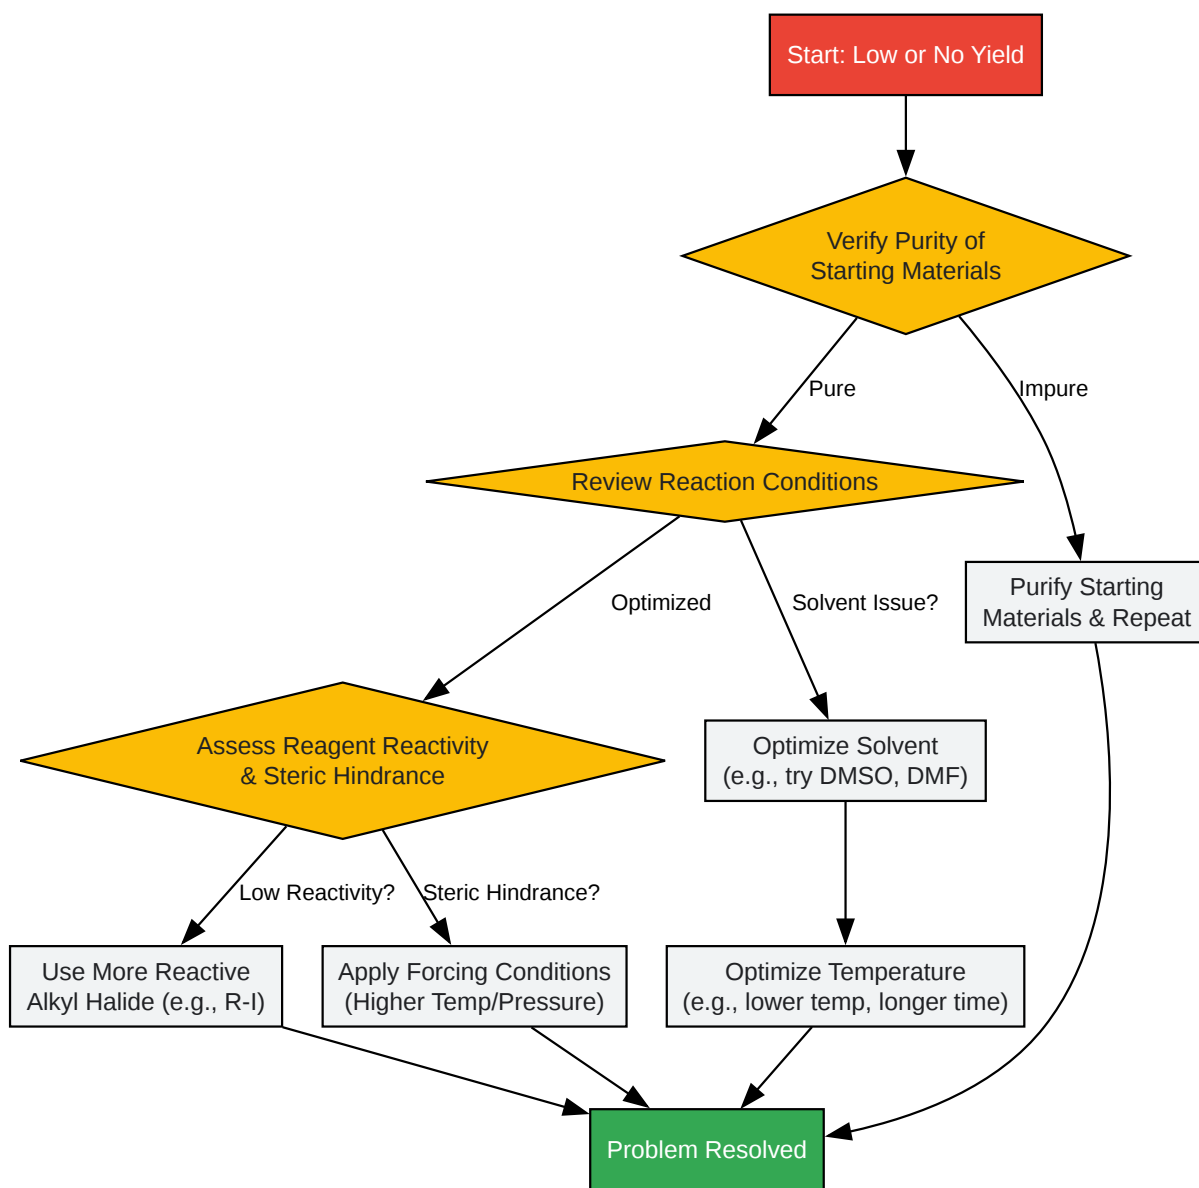 Start: Low or No Yield
Verify Purity of
Starting Materials
Pure
Impure
Review Reaction Conditions
Optimized
Solvent Issue?
Purify Starting
Materials & Repeat
Assess Reagent Reactivity
& Steric Hindrance
Optimize Solvent
(e.g., try DMSO, DMF)
Low Reactivity?
Steric Hindrance?
Use More Reactive
Alkyl Halide (e.g., R-I)
Apply Forcing Conditions
(Higher Temp/Pressure)
Optimize Temperature
(e.g., lower temp, longer time)
Problem Resolved